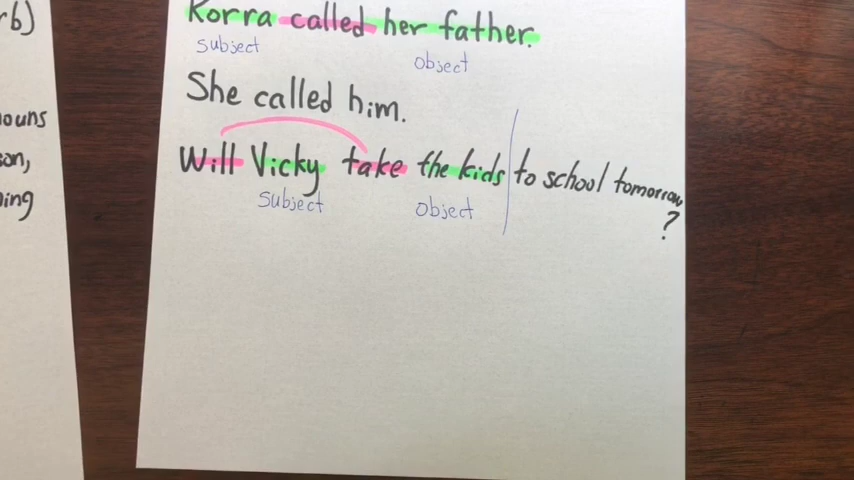 rb)
ouns
son,
ing
Korra called her father.
subject object
She called him.
Will Vicky take the kids to school tomorrow
?
subject object